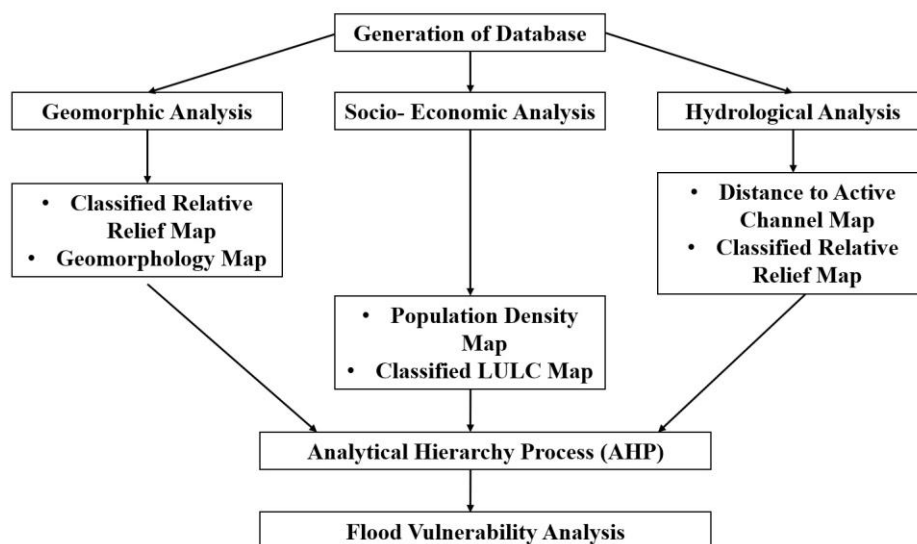 Generation of Database
Geomorphic Analysis
Socio- Economic Analysis
Hydrological Analysis
• Classified Relative
Relief Map
• Geomorphology Map
• Distance to Active
Channel Map
• Classified Relative
Relief Map
• Population Density
Map
• Classified LULC Map
Analytical Hierarchy Process (AHP)
Flood Vulnerability Analysis